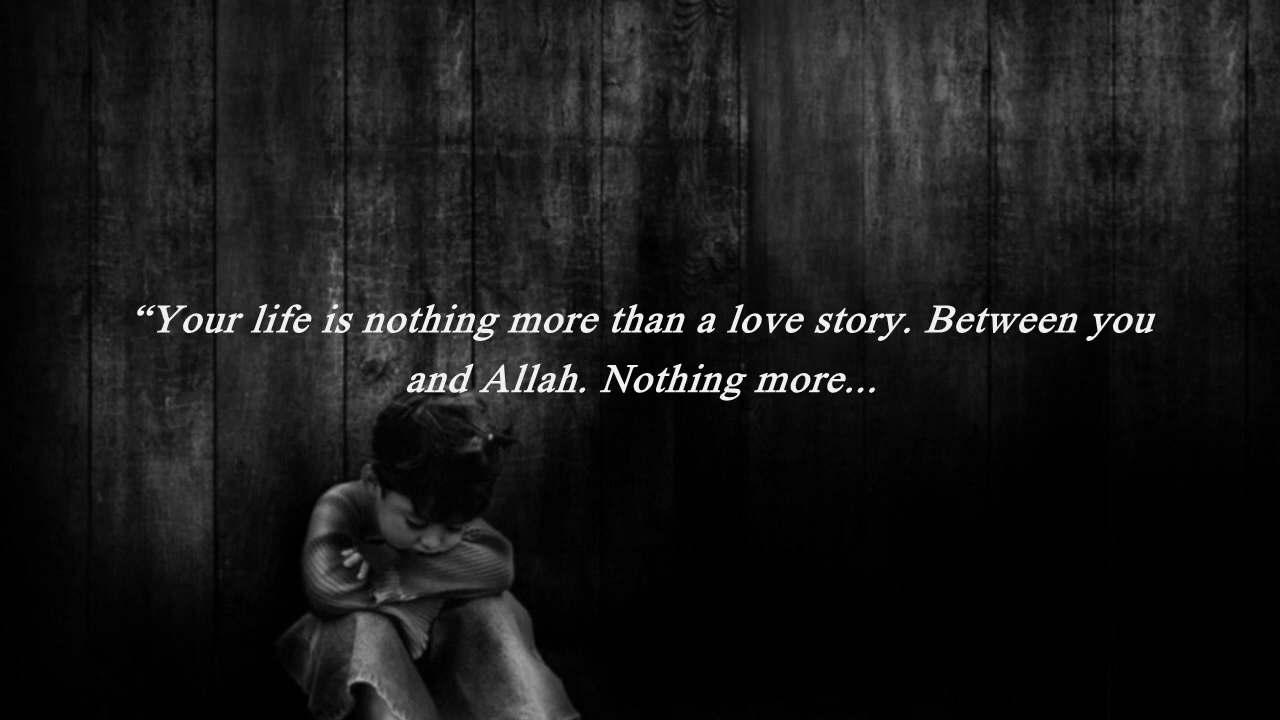 “Your life is nothing more than a love story. Between you
and Allah. Nothing more...